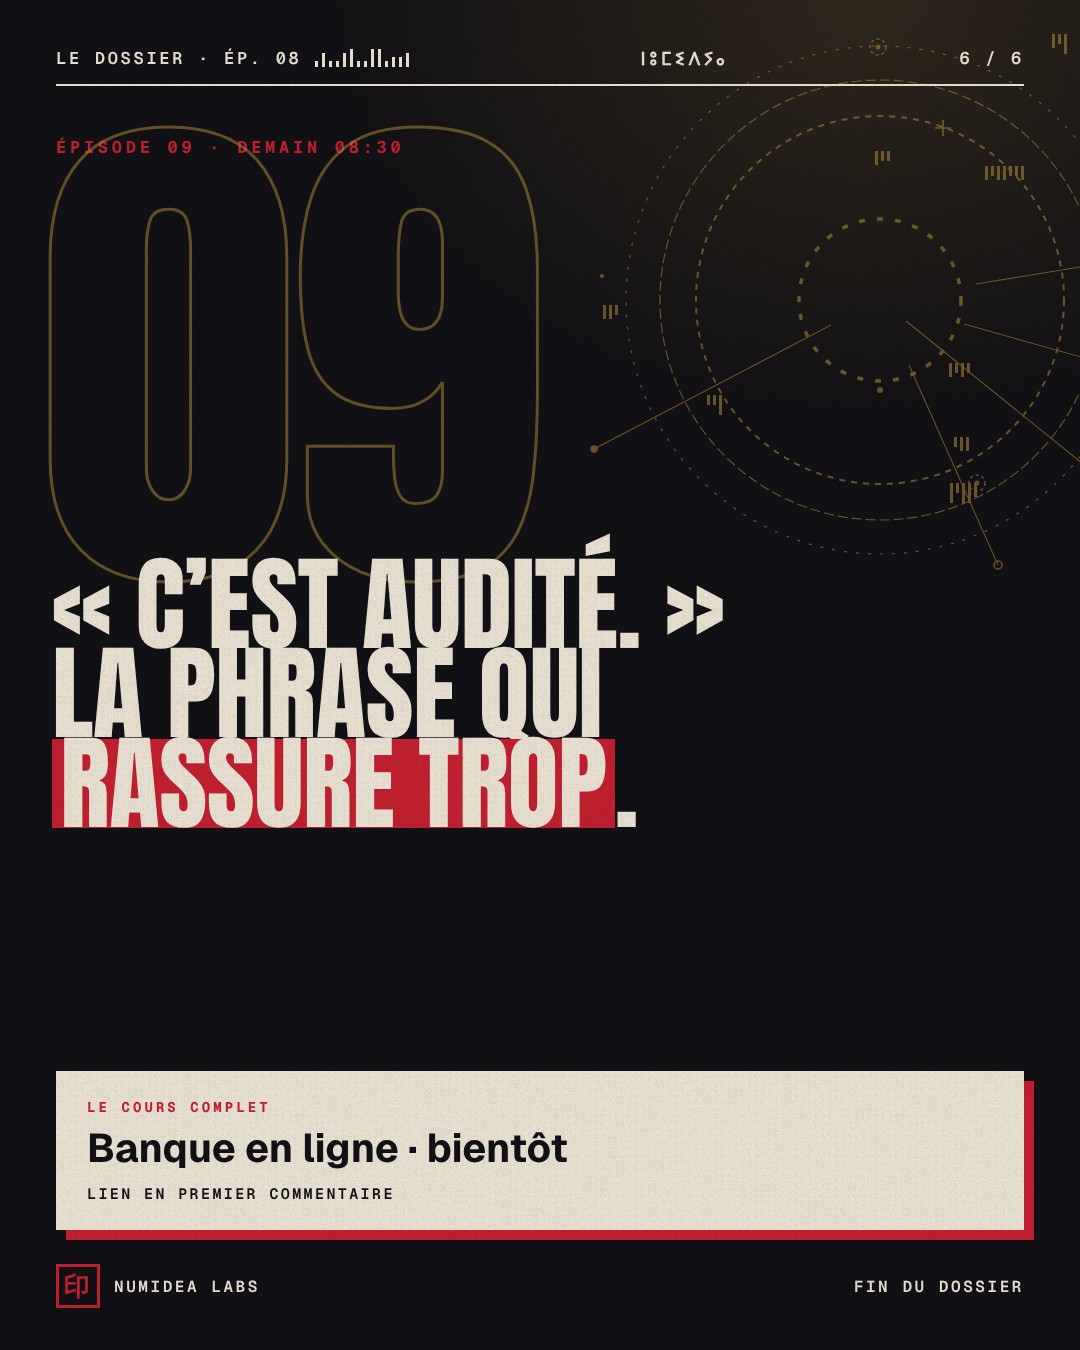 LE DOSSIER · ÉP. 08
ⵏⵓⵎⵉⴷⵢⴰ
6 / 6
ÉPISODE 09 · DEMAIN 08:30
09
« C’EST AUDITÉ. »
LA PHRASE QUI
RASSURE TROP.
LE COURS COMPLET
Banque en ligne · bientôt
LIEN EN PREMIER COMMENTAIRE
印
NUMIDEA LABS
FIN DU DOSSIER